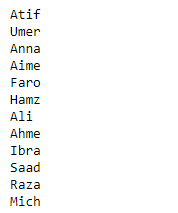 Atif
Umer
Anna
Aime
Faro
Hamz
Ali
Ahme
Ibra
Saad
Raza
Mich